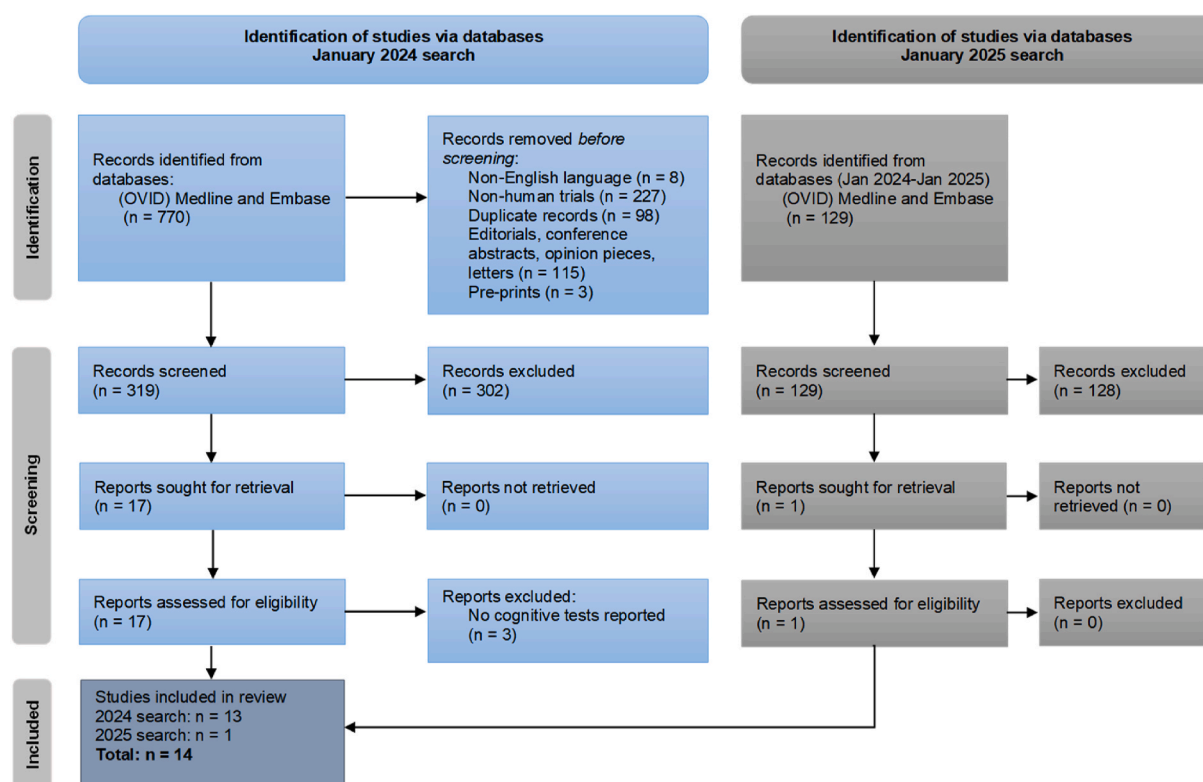 Identification of studies via databases
January 2024 search
Identification of studies via databases
January 2025 search
Identification
Records identified from
databases:
(OVID) Medline and Embase
(n = 770)
Records removed before
screening:
Non-English language (n = 8)
Non-human trials (n = 227)
Duplicate records (n = 98)
Editorials, conference
abstracts, opinion pieces,
letters (n = 115)
Pre-prints (n = 3)
Records identified from
databases (Jan 2024-Jan 2025)
(OVID) Medline and Embase
(n = 129)
Screening
Records screened
(n = 319)
Records excluded
(n = 302)
Records screened
(n = 129)
Records excluded
(n = 128)
Reports sought for retrieval
(n = 17)
Reports not retrieved
(n = 0)
Reports sought for retrieval
(n = 1)
Reports not
retrieved (n = 0)
Reports assessed for eligibility
(n = 17)
Reports excluded:
No cognitive tests reported
(n = 3)
Reports assessed for eligibility
(n = 1)
Reports excluded
(n = 0)
Included
Studies included in review
2024 search: n = 13
2025 search: n = 1
Total: n = 14